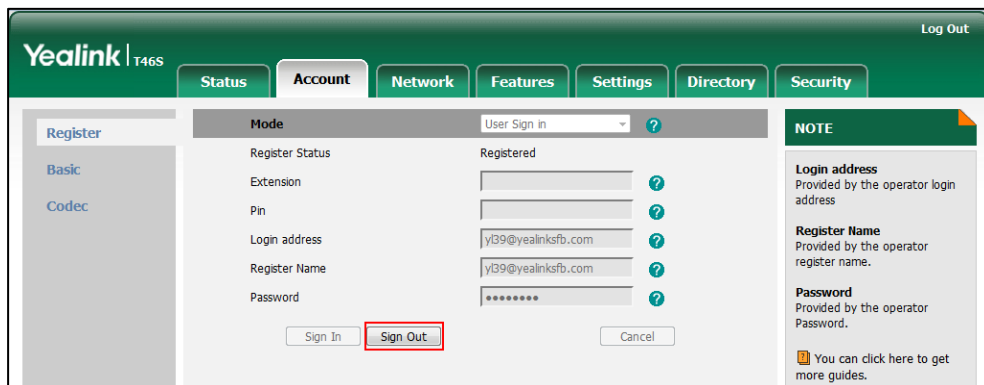 Log Out
Yealink | T46S
Status Account Network Features Settings Directory Security
Register
Basic
Codec
Mode User Sign in ?
Register Status Registered
Extension ?
Pin ?
Login address yl39@yealinksfb.com ?
Register Name yl39@yealinksfb.com ?
Password •••••••• ?
Sign In Sign Out Cancel
NOTE
Login address
Provided by the operator login
address
Register Name
Provided by the operator
register name.
Password
Provided by the operator
Password.
? You can click here to get
more guides.